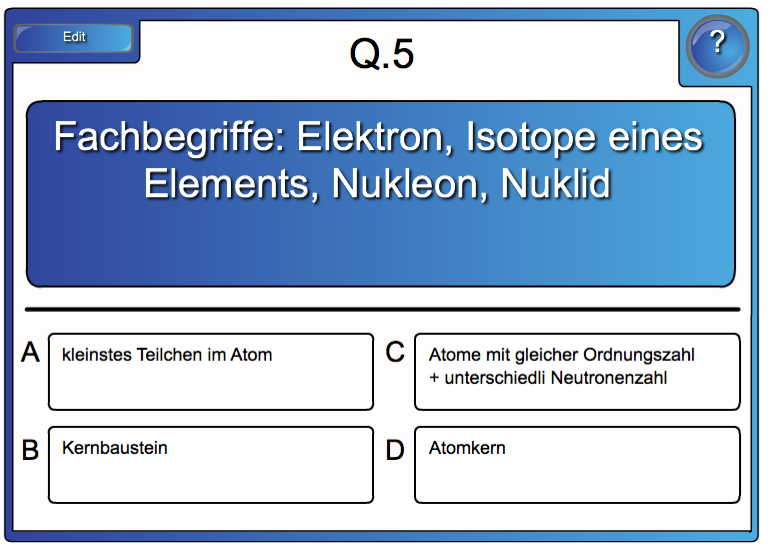 Edit
Q.5
?
Fachbegriffe: Elektron, Isotope eines
Elements, Nukleon, Nuklid
A
kleinstes Teilchen im Atom
C
Atome mit gleicher Ordnungszahl
+ unterschiedli Neutronenzahl
B
Kernbaustein
D
Atomkern